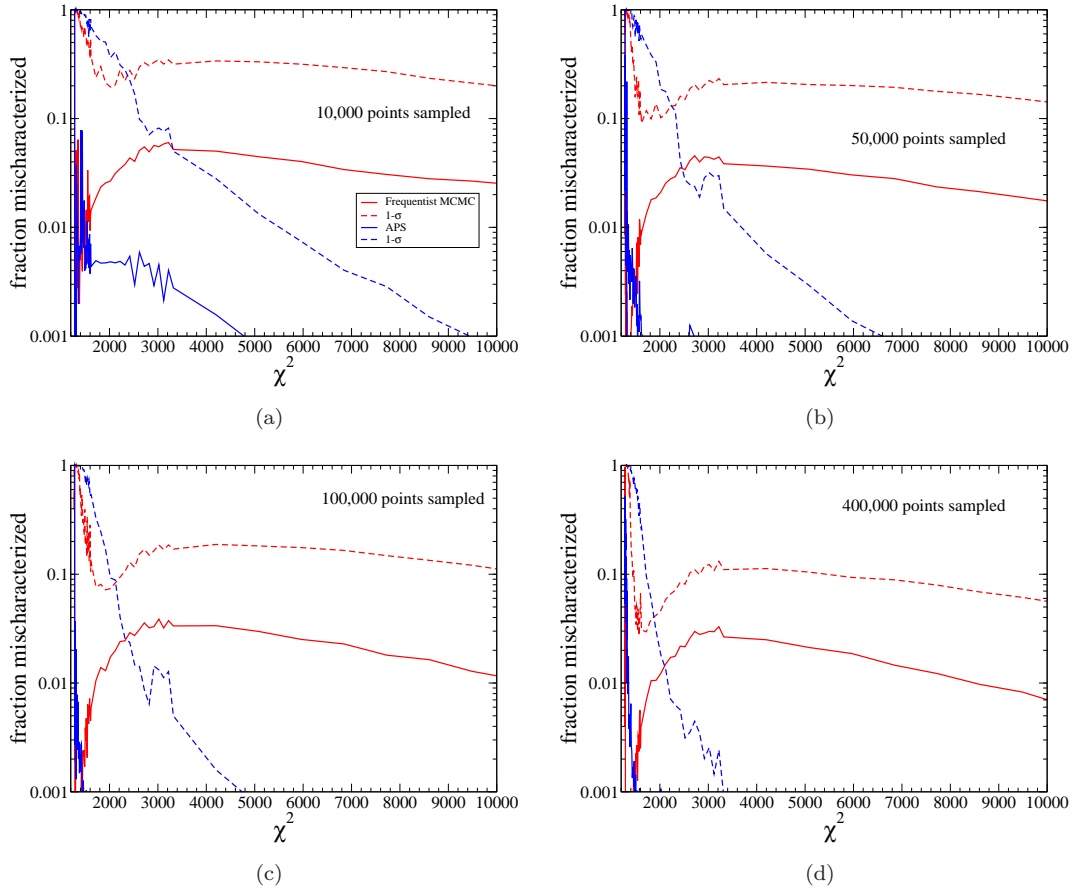 1
0.1
0.01
0.001
fraction mischaracterized
10,000 points sampled
Frequentist MCMC
1-σ
APS
1-σ
2000 3000 4000 5000 6000 7000 8000 9000 10000
χ²
(a)
1
0.1
0.01
0.001
fraction mischaracterized
50,000 points sampled
2000 3000 4000 5000 6000 7000 8000 9000 10000
χ²
(b)
1
0.1
0.01
0.001
fraction mischaracterized
100,000 points sampled
2000 3000 4000 5000 6000 7000 8000 9000 10000
χ²
(c)
1
0.1
0.01
0.001
fraction mischaracterized
400,000 points sampled
2000 3000 4000 5000 6000 7000 8000 9000 10000
χ²
(d)